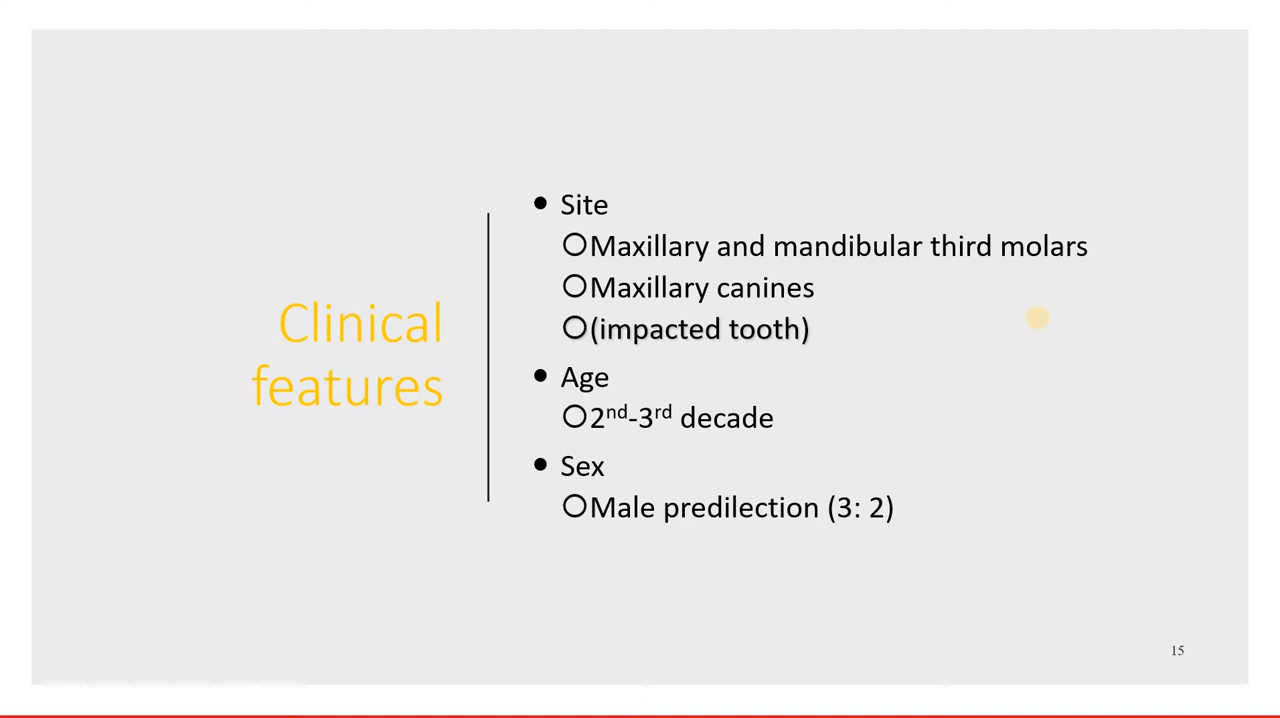 Clinical
features
● Site
○Maxillary and mandibular third molars
○Maxillary canines
○(impacted tooth)
● Age
○2nd-3rd decade
● Sex
○Male predilection (3: 2)
15